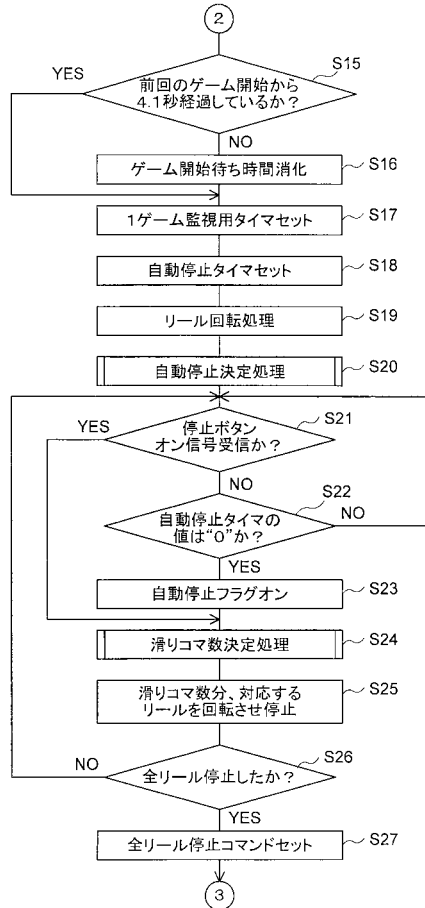 2
S15
YES
前回のゲーム開始から
4.1秒経過しているか?
NO
S16
ゲーム開始待ち時間消化
S17
1ゲーム監視用タイマセット
S18
自動停止タイマセット
S19
リール回転処理
S20
自動停止決定処理
S21
YES
停止ボタン
オン信号受信か?
NO
S22
自動停止タイマの
値は“0”か?
NO
YES
S23
自動停止フラグオン
S24
滑りコマ数決定処理
S25
滑りコマ数分、対応する
リールを回転させ停止
S26
NO
全リール停止したか?
YES
S27
全リール停止コマンドセット
3